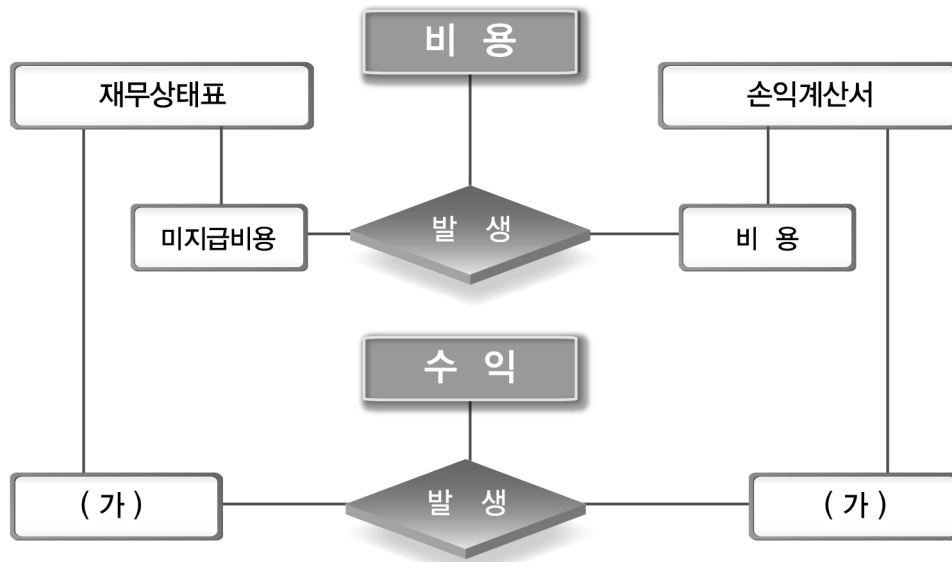 비 용
재무상태표
손익계산서
미지급비용
발 생
비 용
수 익
( 가 )
발 생
( 가 )